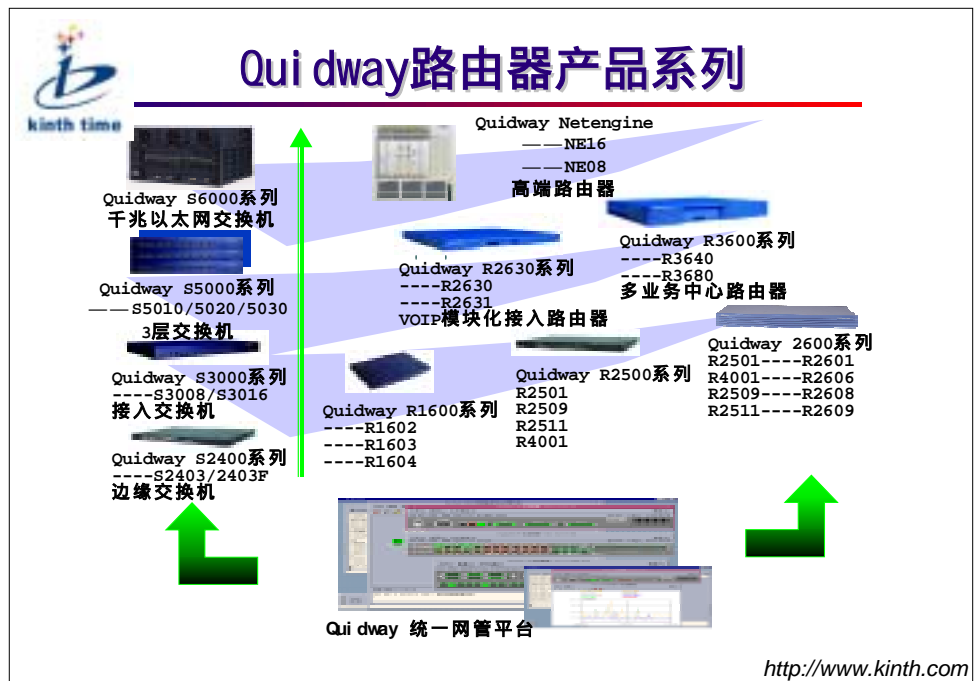 Quidway路由器产品系列
kinth time
Quidway Netengine
——NE16
——NE08
高端路由器
Quidway S6000系列
千兆以太网交换机
Quidway R3600系列
----R3640
----R3680
多业务中心路由器
Quidway R2630系列
----R2630
----R2631
VOIP模块化接入路由器
Quidway S5000系列
——S5010/5020/5030
3层交换机
Quidway 2600系列
R2501----R2601
R4001----R2606
R2509----R2608
R2511----R2609
Quidway R2500系列
R2501
R2509
R2511
R4001
Quidway S3000系列
----S3008/S3016
接入交换机
Quidway R1600系列
----R1602
----R1603
----R1604
Quidway S2400系列
----S2403/2403F
边缘交换机
Quidway 统一网管平台
http://www.kinth.com